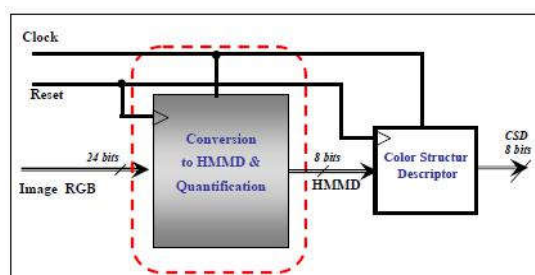 Clock
Reset
24 bits
Image RGB
Conversion
to HMMD &
Quantification
8 bits
HMMD
Color Structur
Descriptor
CSD
8 bits